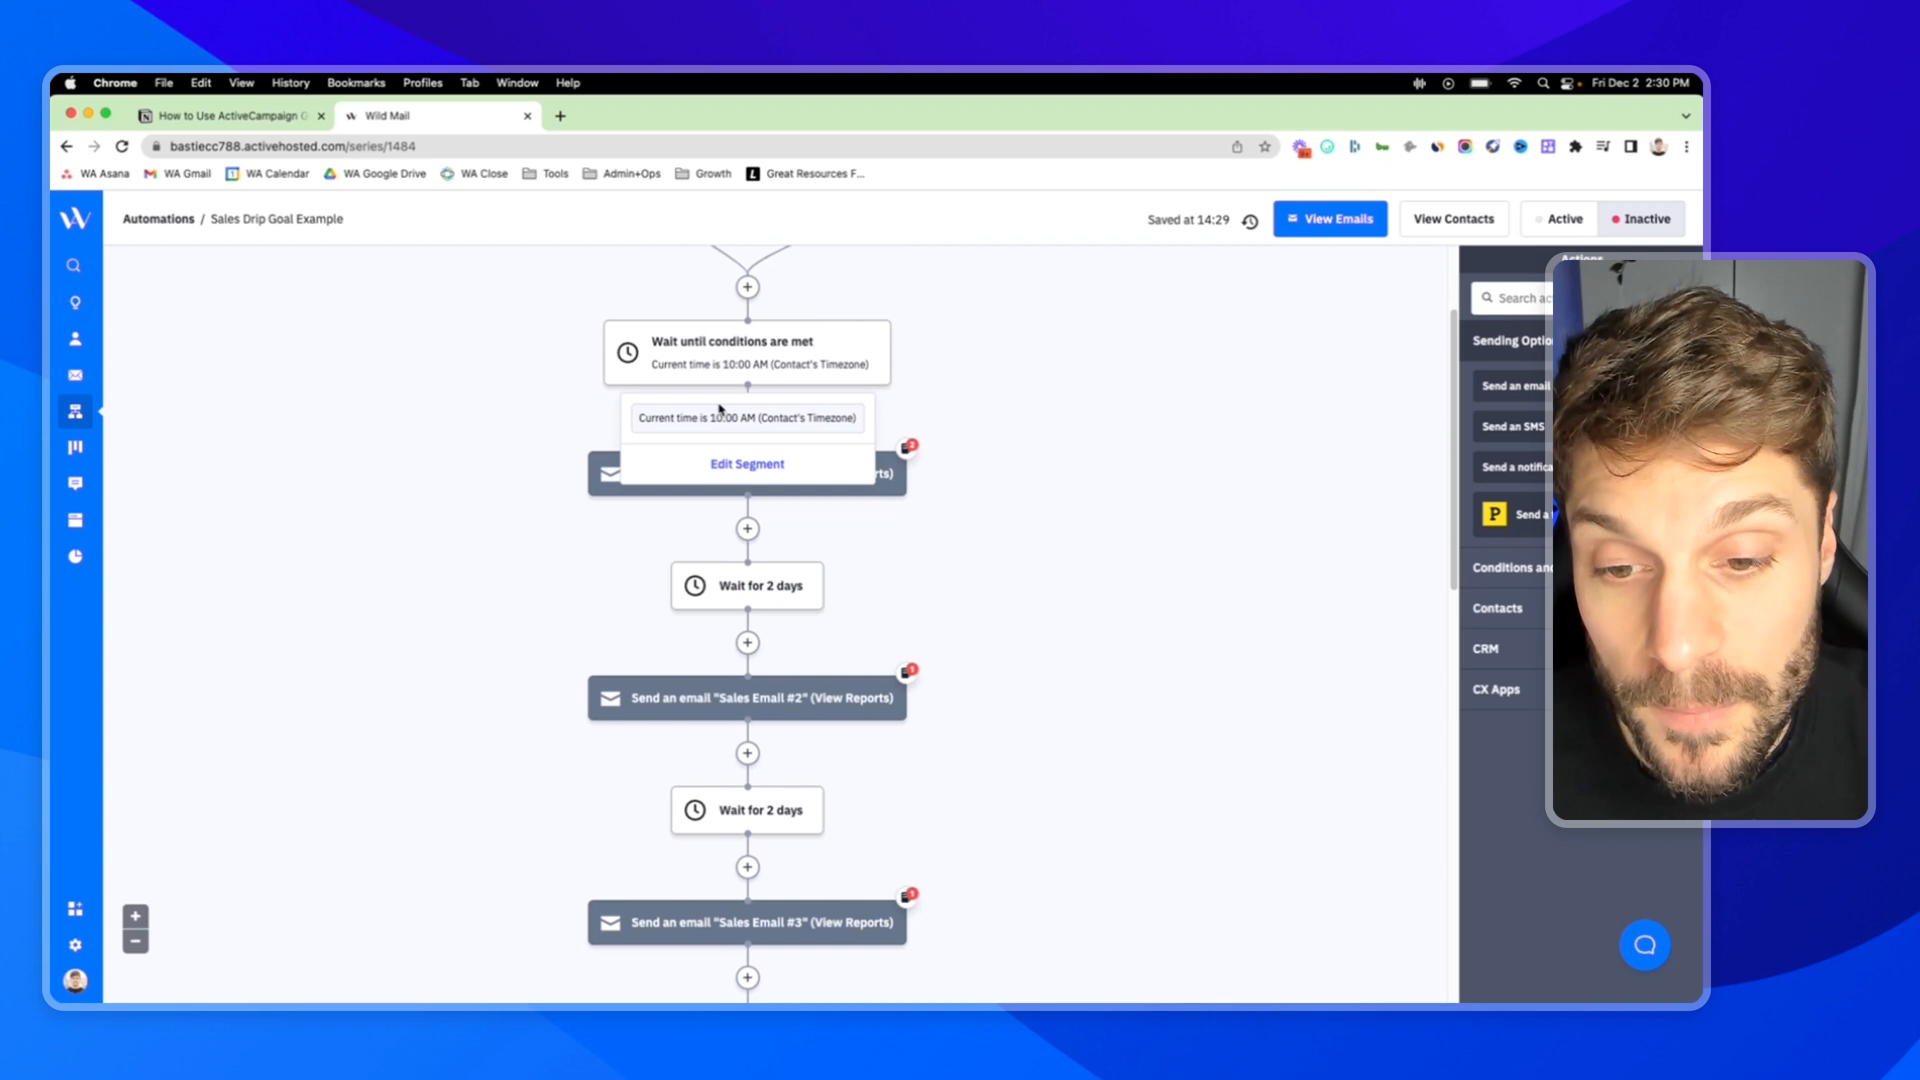 Chrome File Edit View History Bookmarks Profiles Tab Window Help
Fri Dec 2 2:30 PM
How to Use ActiveCampaign
Wild Mail
bastiecc788.activehosted.com/series/1484
WA Asana WA Gmail WA Calendar WA Google Drive WA Close Tools Admin+Ops Growth L Great Resources F...
Automations / Sales Drip Goal Example
Saved at 14:29
View Emails
View Contacts
Active
Inactive
Search ac
Wait until conditions are met
Current time is 10:00 AM (Contact's Timezone)
Current time is 10:00 AM (Contact's Timezone)
Edit Segment
rts)
2
Wait for 2 days
1
Send an email "Sales Email #2" (View Reports)
Wait for 2 days
1
Send an email "Sales Email #3" (View Reports)
Sending Optio
Send an email
Send an SMS
Send a notifica
P Send a
Conditions and
Contacts
CRM
CX Apps